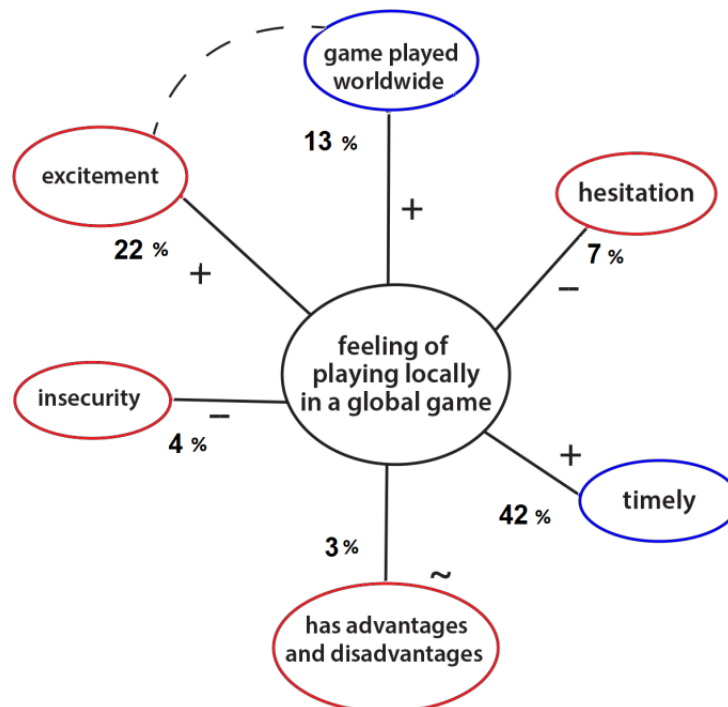 game played
worldwide
13 %
excitement
+
hesitation
22 %
+
7 %
--
feeling of
playing locally
in a global game
insecurity
--
4 %
+
timely
42 %
3 %
~
has advantages
and disadvantages